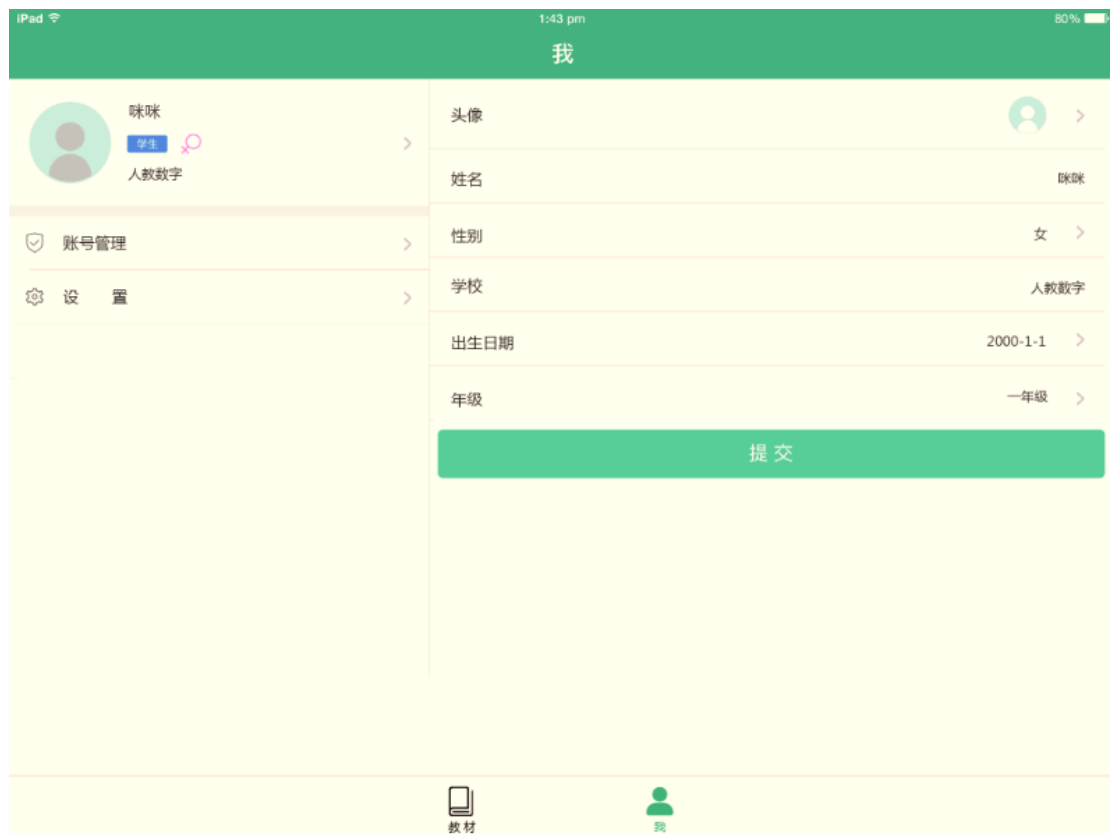 iPad 1:43 pm 80%
我
咪咪
学生
人教数字
账号管理
设 置
头像
姓名 咪咪
性别 女
学校 人教数字
出生日期 2000-1-1
年级 一年级
提 交
教材 我